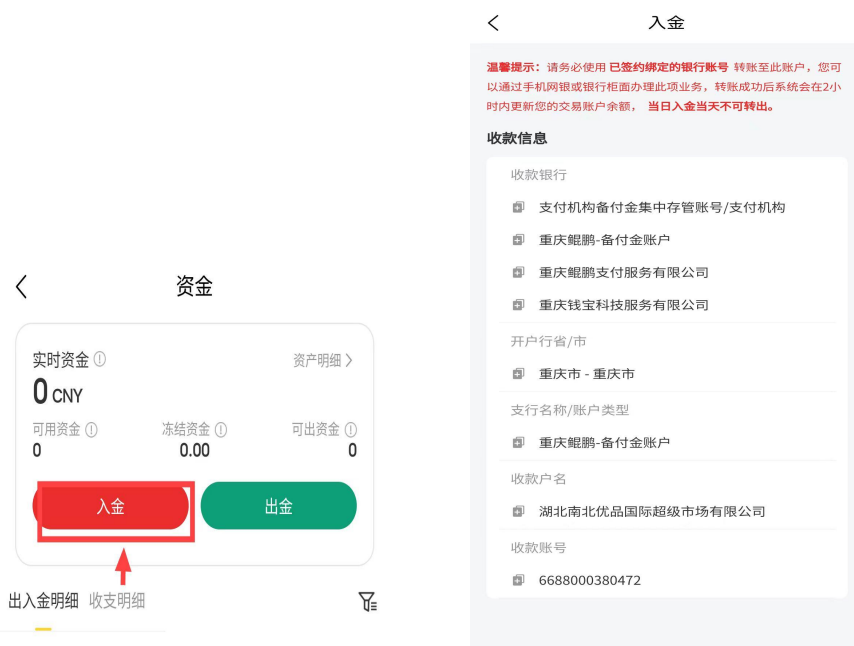 资金
实时资金
资产明细
0 CNY
可用资金 冻结资金 可出资金
0 0.00 0
入金 出金
出入金明细 收支明细
入金
温馨提示：请务必使用 已签约绑定的银行账号 转账至此账户，您可
以通过手机网银或银行柜面办理此项业务，转账成功后系统会在2小
时内更新您的交易账户余额， 当日入金当天不可转出。
收款信息
收款银行
支付机构备付金集中存管账号/支付机构
重庆鲲鹏-备付金账户
重庆鲲鹏支付服务有限公司
重庆钱宝科技服务有限公司
开户行省/市
重庆市 - 重庆市
支行名称/账户类型
重庆鲲鹏-备付金账户
收款户名
湖北南北优品国际超级市场有限公司
收款账号
6688000380472